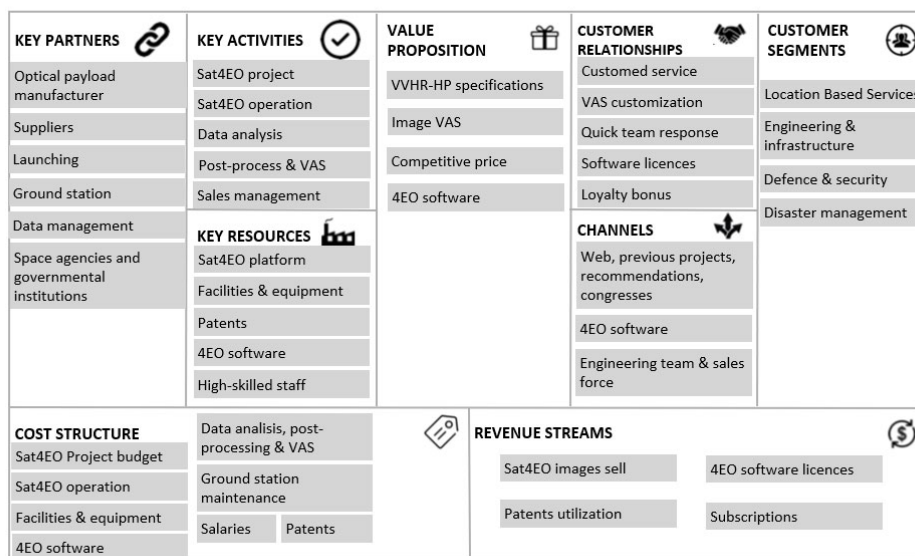 KEY PARTNERS
Optical payload
manufacturer
Suppliers
Launching
Ground station
Data management
Space agencies and
governmental
institutions
KEY ACTIVITIES
Sat4EO project
Sat4EO operation
Data analysis
Post-process & VAS
Sales management
KEY RESOURCES
Sat4EO platform
Facilities & equipment
Patents
4EO software
High-skilled staff
VALUE
PROPOSITION
VVHR-HP specifications
Image VAS
Competitive price
4EO software
CUSTOMER
RELATIONSHIPS
Customed service
VAS customization
Quick team response
Software licences
Loyalty bonus
CHANNELS
Web, previous projects,
recommendations,
congresses
4EO software
Engineering team & sales
force
CUSTOMER
SEGMENTS
Location Based Services
Engineering &
infrastructure
Defence & security
Disaster management
COST STRUCTURE
Sat4EO Project budget
Sat4EO operation
Facilities & equipment
4EO software
Data analisis, post-
processing & VAS
Ground station
maintenance
Salaries
Patents
REVENUE STREAMS
Sat4EO images sell
4EO software licences
Patents utilization
Subscriptions